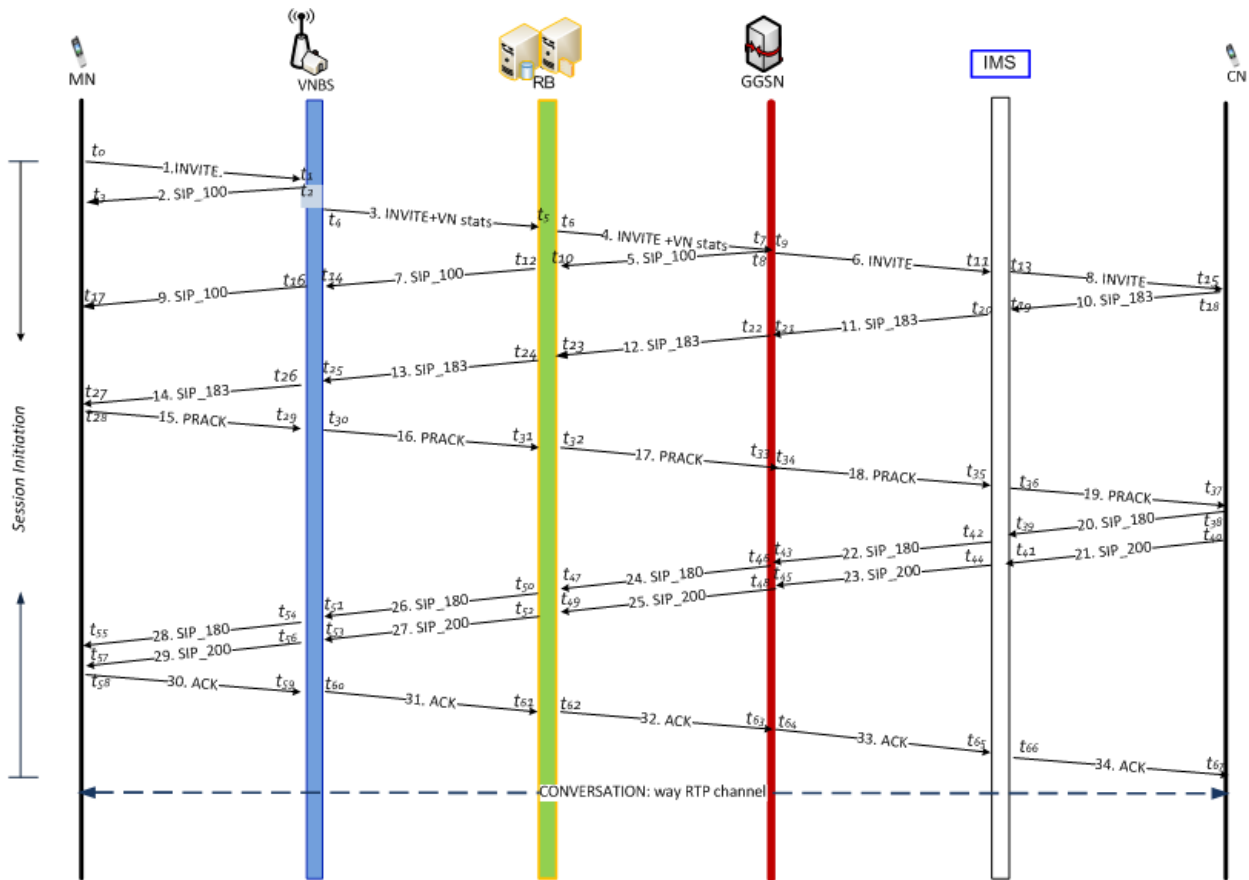 MN
VNBS
RB
GGSN
IMS
CN
t0
1.INVITE.
t1
t3
2. SIP_100
t2
t4
3. INVITE+VN stats
t5
t6
4. INVITE +VN stats
t7
t9
t8
5. SIP_100
t10
6. INVITE
t11
t13
8. INVITE
t15
t12
7. SIP_100
t14
t16
9. SIP_100
t17
10. SIP_183
t18
t19
t20
11. SIP_183
t21
t22
12. SIP_183
t23
t24
13. SIP_183
t25
t26
14. SIP_183
t27
t28
15. PRACK
t29
t30
16. PRACK
t31
t32
17. PRACK
t33
t34
18. PRACK
t35
t36
19. PRACK
t37
Session Initiation
20. SIP_180
t38
t39
t40
21. SIP_200
t41
t42
22. SIP_180
t43
t44
23. SIP_200
t45
t46
24. SIP_180
t47
t48
25. SIP_200
t49
t50
26. SIP_180
t51
t52
27. SIP_200
t53
t54
28. SIP_180
t55
t56
29. SIP_200
t57
t58
30. ACK
t59
t60
31. ACK
t61
t62
32. ACK
t63
t64
33. ACK
t65
t66
34. ACK
t67
CONVERSATION: way RTP channel